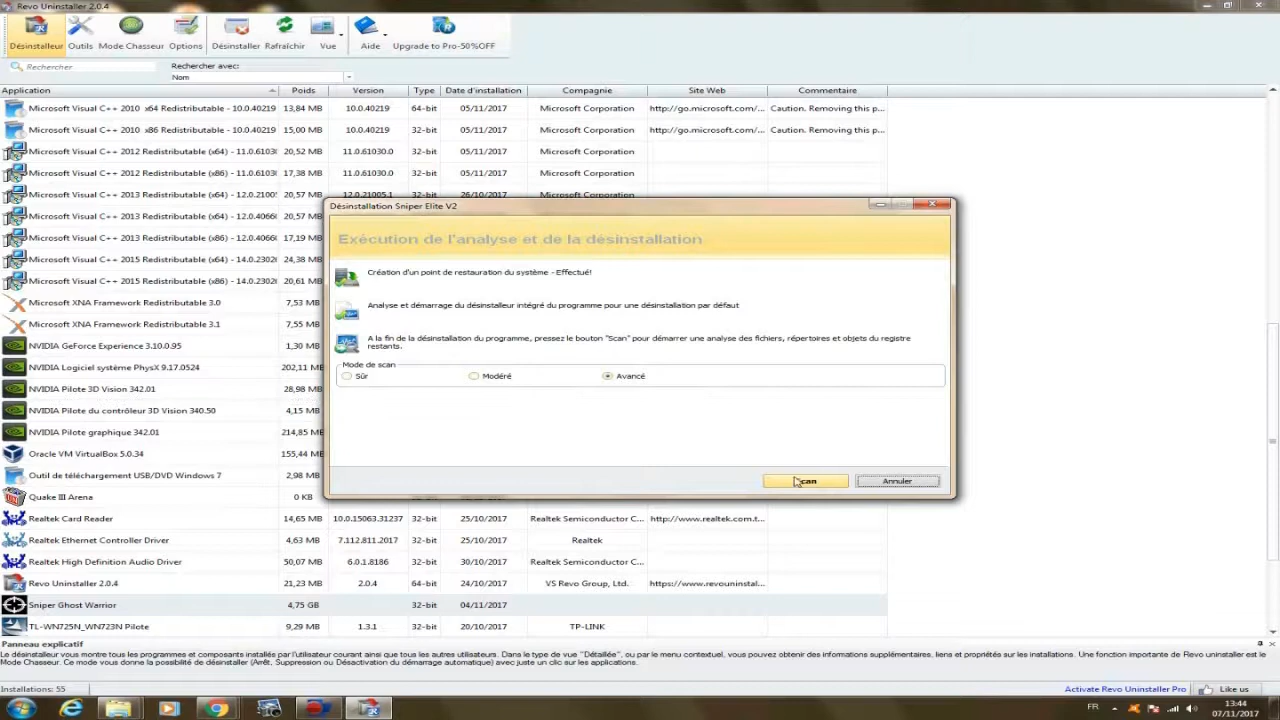 Revo Uninstaller 2.0.4
Désinstalleur Outils Mode Chasseur Options Désinstaller Rafraîchir Vue Aide Upgrade to Pro-50%OFF
Rechercher
Rechercher avec:
Nom
Application Poids Version Type Date d'installation Compagnie Site Web Commentaire
Microsoft Visual C++ 2010 x64 Redistributable - 10.0.40219 13,84 MB 10.0.40219 64-bit 05/11/2017 Microsoft Corporation http://go.microsoft.com/... Caution. Removing this p...
Microsoft Visual C++ 2010 x86 Redistributable - 10.0.40219 15,00 MB 10.0.40219 32-bit 05/11/2017 Microsoft Corporation http://go.microsoft.com/... Caution. Removing this p...
Microsoft Visual C++ 2012 Redistributable (x64) - 11.0.61030 20,52 MB 11.0.61030.0 32-bit 05/11/2017 Microsoft Corporation
Microsoft Visual C++ 2012 Redistributable (x86) - 11.0.61030 17,38 MB 11.0.61030.0 32-bit 05/11/2017 Microsoft Corporation
Microsoft Visual C++ 2013 Redistributable (x64) - 12.0.21005 20,57 MB 12.0.21005.1 32-bit 26/10/2017 Microsoft Corporation
Microsoft Visual C++ 2013 Redistributable (x64) - 12.0.40660 20,57 MB
Microsoft Visual C++ 2013 Redistributable (x86) - 12.0.40660 17,19 MB
Microsoft Visual C++ 2015 Redistributable (x64) - 14.0.23026 24,38 MB
Microsoft Visual C++ 2015 Redistributable (x86) - 14.0.23026 20,57 MB
Microsoft XNA Framework Redistributable 3.0 7,53 MB
Microsoft XNA Framework Redistributable 3.1 7,55 MB
NVIDIA GeForce Experience 3.10.0.95 1,30 MB
NVIDIA Logiciel système PhysX 9.17.0524 202,11 MB
NVIDIA Pilote 3D Vision 342.01 28,98 MB
NVIDIA Pilote du contrôleur 3D Vision 340.50 4,15 MB
NVIDIA Pilote graphique 342.01 214,85 MB
Oracle VM VirtualBox 5.0.34 155,44 MB
Outil de téléchargement USB/DVD Windows 7 2,98 MB
Quake III Arena 0 KB
Realtek Card Reader 14,65 MB 10.0.15063.31237 32-bit 25/10/2017 Realtek Semiconductor C... http://www.realtek.com.t...
Realtek Ethernet Controller Driver 4,63 MB 7.112.811.2017 32-bit 25/10/2017 Realtek
Realtek High Definition Audio Driver 50,07 MB 6.0.1.8186 32-bit 30/10/2017 Realtek Semiconductor C...
Revo Uninstaller 2.0.4 21,23 MB 2.0.4 64-bit 24/10/2017 VS Revo Group, Ltd. https://www.revouninstal...
Sniper Ghost Warrior 4,75 GB 32-bit 04/11/2017
TL-WN725N_WN723N Pilote 9,29 MB 1.3.1 32-bit 20/10/2017 TP-LINK
Désinstallation Sniper Elite V2
Exécution de l'analyse et de la désinstallation
Création d'un point de restauration du système - Effectué!
Analyse et démarrage du désinstalleur intégré du programme pour une désinstallation par défaut
A la fin de la désinstallation du programme, pressez le bouton "Scan" pour démarrer une analyse des fichiers, répertoires et objets du registre
restants.
Mode de scan
Sûr Modéré Avancé
Scan Annuler
Panneau explicatif
Le désinstalleur vous montre tous les programmes et composants installés par l'utilisateur courant ainsi que tous les autres utilisateurs. Dans le type de vue "Détaillée", ou par le menu contextuel, vous pouvez obtenir des informations supplémentaires, liens et propriétés sur les installations. Une fonction importante de Revo uninstaller est le
Mode Chasseur. Ce mode vous donne la possibilité de désinstaller (Arrêt, Suppression ou Désactivation du démarrage automatique) avec juste un clic sur les applications.
Installations: 55 Activate Revo Uninstaller Pro Like us
FR 13:44
07/11/2017